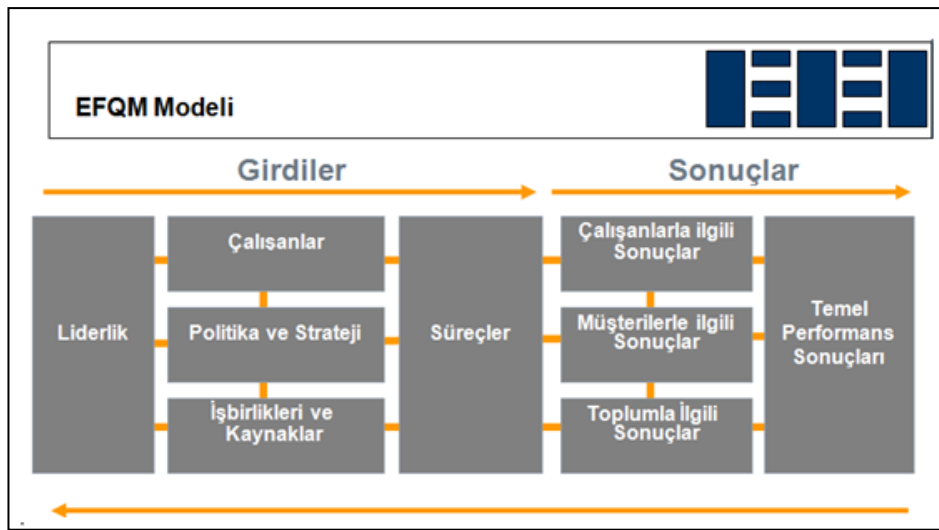 EFQM Modeli
Girdiler
Sonuçlar
Liderlik
Çalışanlar
Politika ve Strateji
İşbirlikleri ve
Kaynaklar
Süreçler
Çalışanlarla ilgili
Sonuçlar
Müşterilerle ilgili
Sonuçlar
Toplumla İlgili
Sonuçlar
Temel
Performans
Sonuçları